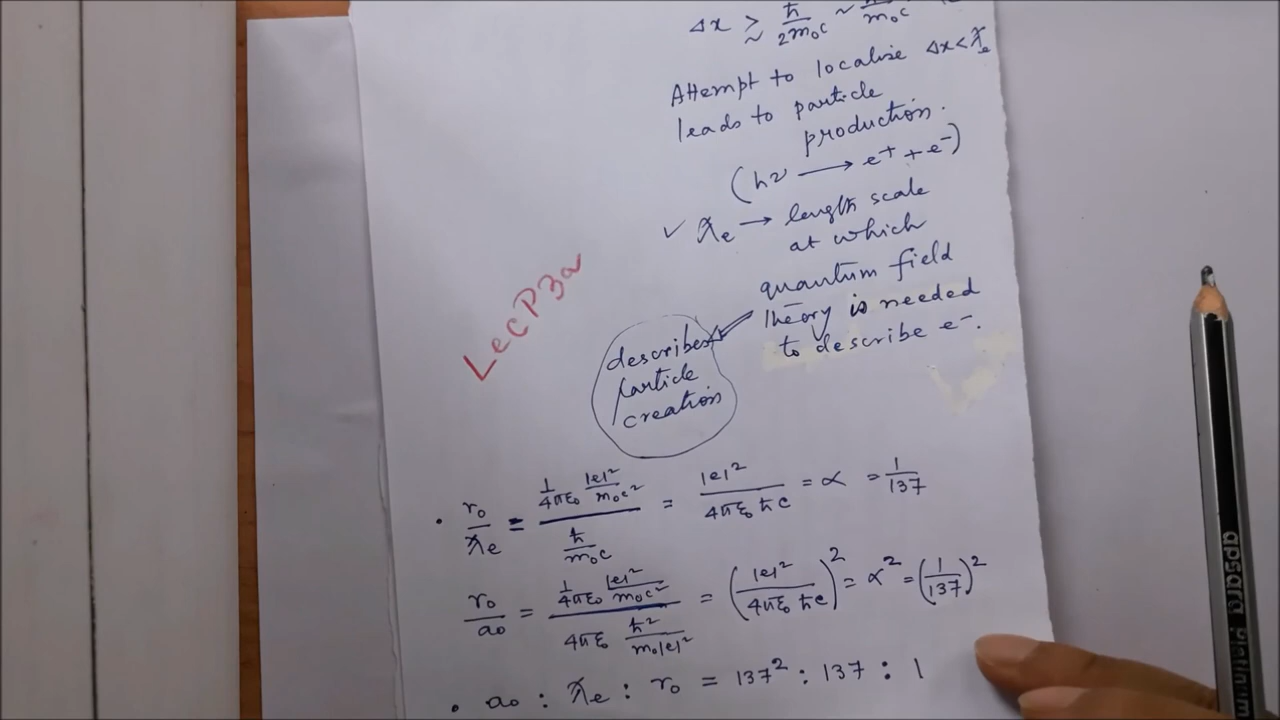 Δx ≳ ħ/2m₀c ~ ħ/m₀c
Attempt to localise Δx<ƛₑ
leads to particle
production.
(hν ⟶ e⁺ + e⁻)
✓ ƛₑ → length scale
at which
quantum field
theory is needed
to describe e⁻.
describes
particle
creation
LecP3a
• r₀/ƛₑ = (1/4πε₀ |e|²/m₀c²)/(ħ/m₀c) = |e|²/4πε₀ħc = α = 1/137
r₀/a₀ = (1/4πε₀ |e|²/m₀c²)/(4πε₀ ħ²/m₀|e|²) = (|e|²/4πε₀ħc)² = α² = (1/137)²
• a₀ : ƛₑ : r₀ = 137² : 137 : 1
apsara Platinum